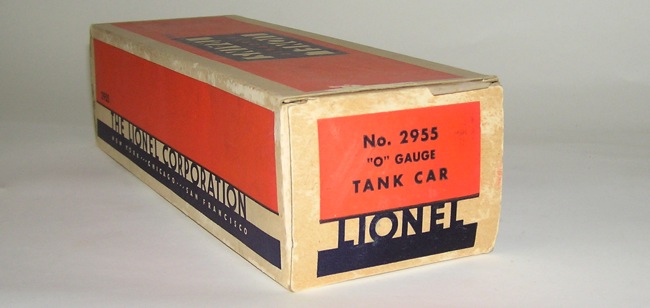 No. 2955
"O" GAUGE
TANK CAR
LIONEL
THE LIONEL CORPORATION
NEW YORK...CHICAGO...SAN FRANCISCO